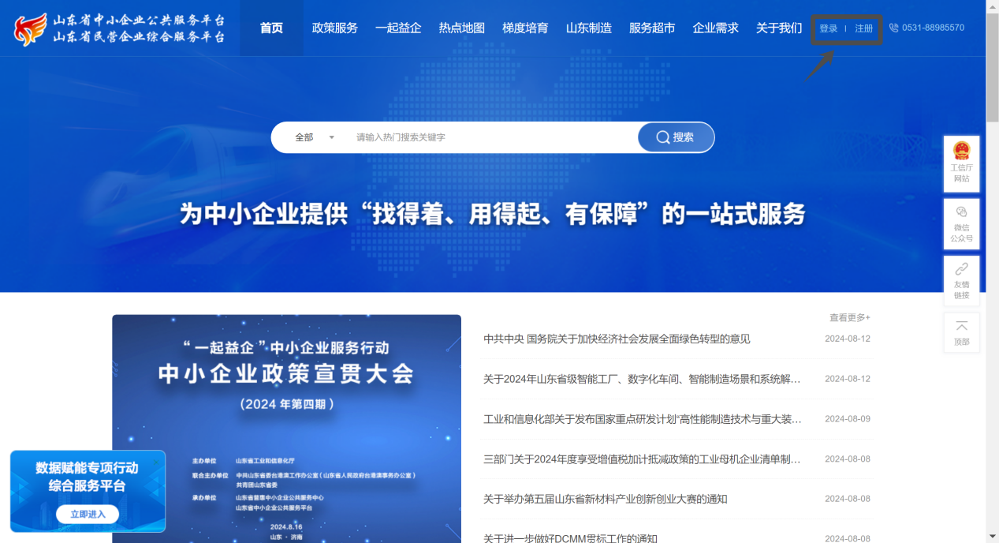 山东省中小企业公共服务平台
山东省民营企业综合服务平台
首页 政策服务 一起益企 热点地图 梯度培育 山东制造 服务超市 企业需求 关于我们 登录 | 注册 0531-88985570
全部 请输入热门搜索关键字 搜索
为中小企业提供“找得着、用得起、有保障”的一站式服务
工信厅
网站
微信
公众号
友情
链接
顶部
“一起益企”中小企业服务行动
中小企业政策宣贯大会
（2024 年第四期）
主办单位 山东省工业和信息化厅
联合主办单位 中共山东省委台港澳工作办公室（山东省人民政府台港澳事务办公室）
共青团山东省委
承办单位 山东省普惠中小企业公共服务中心
山东省中小企业公共服务平台
2024.8.16
山东 · 济南
数据赋能专项行动
综合服务平台
立即进入
查看更多+
中共中央 国务院关于加快经济社会发展全面绿色转型的意见 2024-08-12
关于2024年山东省级智能工厂、数字化车间、智能制造场景和系统解... 2024-08-12
工业和信息化部关于发布国家重点研发计划“高性能制造技术与重大装... 2024-08-09
三部门关于2024年度享受增值税加计抵减政策的工业母机企业清单制... 2024-08-08
关于举办第五届山东省新材料产业创新创业大赛的通知 2024-08-08
关于进一步做好DCMM贯标工作的通知 2024-08-08